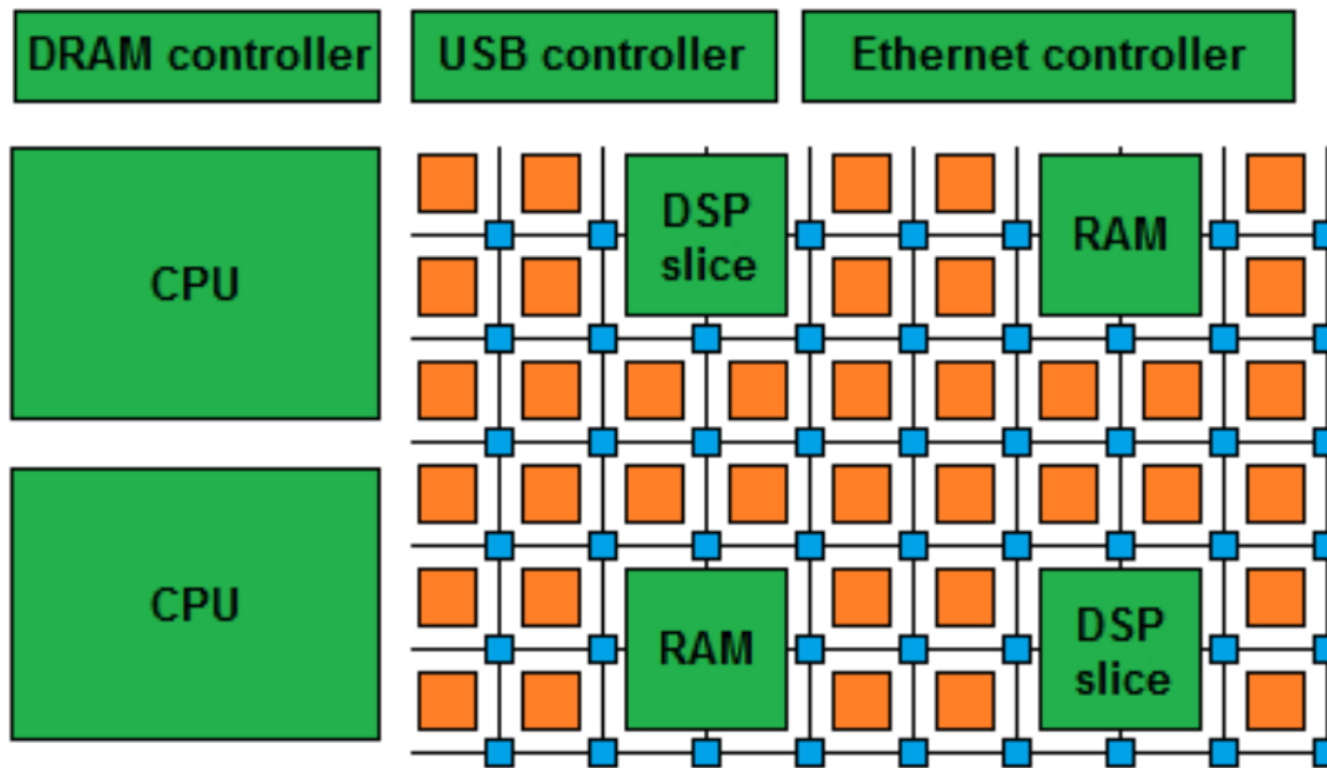 DRAM controller
USB controller
Ethernet controller
CPU
DSP
slice
RAM
CPU
RAM
DSP
slice